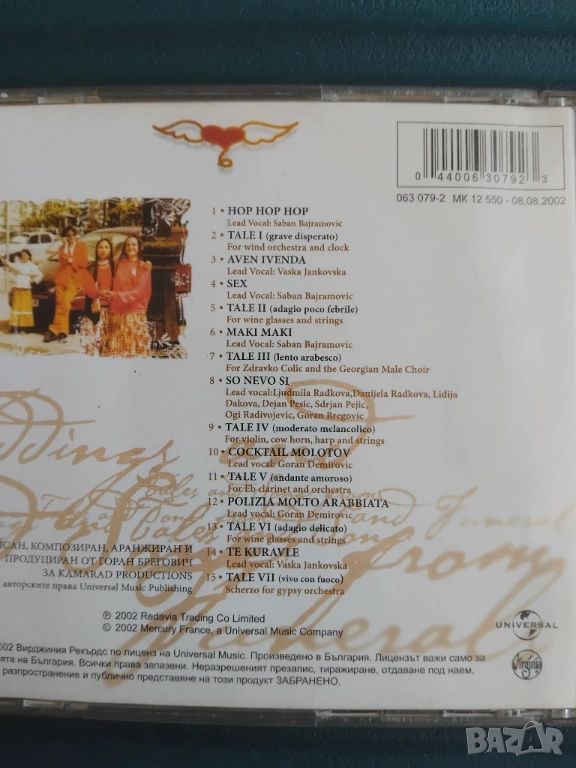 0 44006 30792 3
063 079-2 МК 12 550 - 08.08.2002
1 • HOP HOP HOP
Lead Vocal: Saban Bajramovic
2 • TALE I (grave disperato)
For wind orchestra and clock
3 • AVEN IVENDA
Lead Vocal: Vaska Jankovska
4 • SEX
Lead Vocal: Saban Bajramovic
5 • TALE II (adagio poco febrile)
For wine glasses and strings
6 • MAKI MAKI
Lead Vocal: Saban Bajramovic
7 • TALE III (lento arabesco)
For Zdravko Colic and the Georgian Male Choir
8 • SO NEVO SI
Lead vocal:Ljudmila Radkova,Danijela Radkova, Lidija
Dakova, Dejan Pesic, Sdrjan Pejic,
Ogi Radivojevic, Goran Bregovic
9 • TALE IV (moderato melancolico)
For violin, cow horn, harp and strings
10 • COCKTAIL MOLOTOV
Lead vocal: Goran Demirovic
11 • TALE V (andante amoroso)
For Eb clarinet and orchestra
12 • POLIZIA MOLTO ARABBIATA
Lead vocal: Goran Demirovic
13 • TALE VI (adagio delicato)
For wine glasses and strings
14 • TE KURAVLE
Lead vocal: Vaska Jankovska
15 • TALE VII (vivo con fuoco)
Scherzo for gypsy orchestra
ИСАН, КОМПОЗИРАН, АРАНЖИРАН И
ПРОДУЦИРАН ОТ ГОРАН БРЕГОВИЧ
ЗА KAMARAD PRODUCTIONS
авторските права Universal Music Publishing
℗ 2002 Redavia Trading Co Limited
© 2002 Mercury France, a Universal Music Company
UNIVERSAL
002 Вирджиния Рекърдс по лиценз на Universal Music. Произведено в България. Лицензът важи само за
ията на България. Всички права запазени. Неразрешеният презапис, тиражиране, отдаване под наем,
разпространение и публично представяне на този продукт ЗАБРАНЕНО.
Virginia
BAZAR